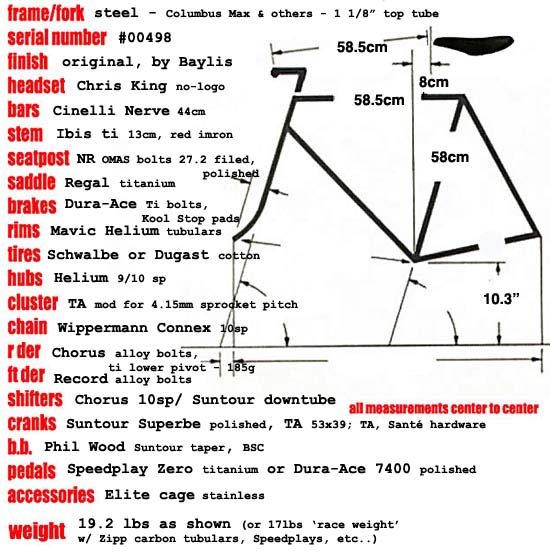 frame/fork steel – Columbus Max & others - 1 1/8” top tube
serial number #00498
finish original, by Baylis
headset Chris King no-logo
bars Cinelli Nerve 44cm
stem Ibis ti 13cm, red imron
seatpost NR OMAS bolts 27.2 filed,
polished
saddle Regal titanium
brakes Dura-Ace Ti bolts,
Kool Stop pads
rims Mavic Helium tubulars
tires Schwalbe or Dugast cotton
hubs Helium 9/10 sp
cluster TA mod for 4.15mm sprocket pitch
chain Wippermann Connex 10sp
r der Chorus alloy bolts,
ti lower pivot - 185g
ft der Record alloy bolts
shifters Chorus 10sp/ Suntour downtube
cranks Suntour Superbe polished, TA 53x39; TA, Santé hardware
b.b. Phil Wood Suntour taper, BSC
pedals Speedplay Zero titanium or Dura-Ace 7400 polished
accessories Elite cage stainless
weight 19.2 lbs as shown (or 17lbs ‘race weight’
w/ Zipp carbon tubulars, Speedplays, etc..)
58.5cm
8cm
58.5cm
58cm
10.3”
all measurements center to center